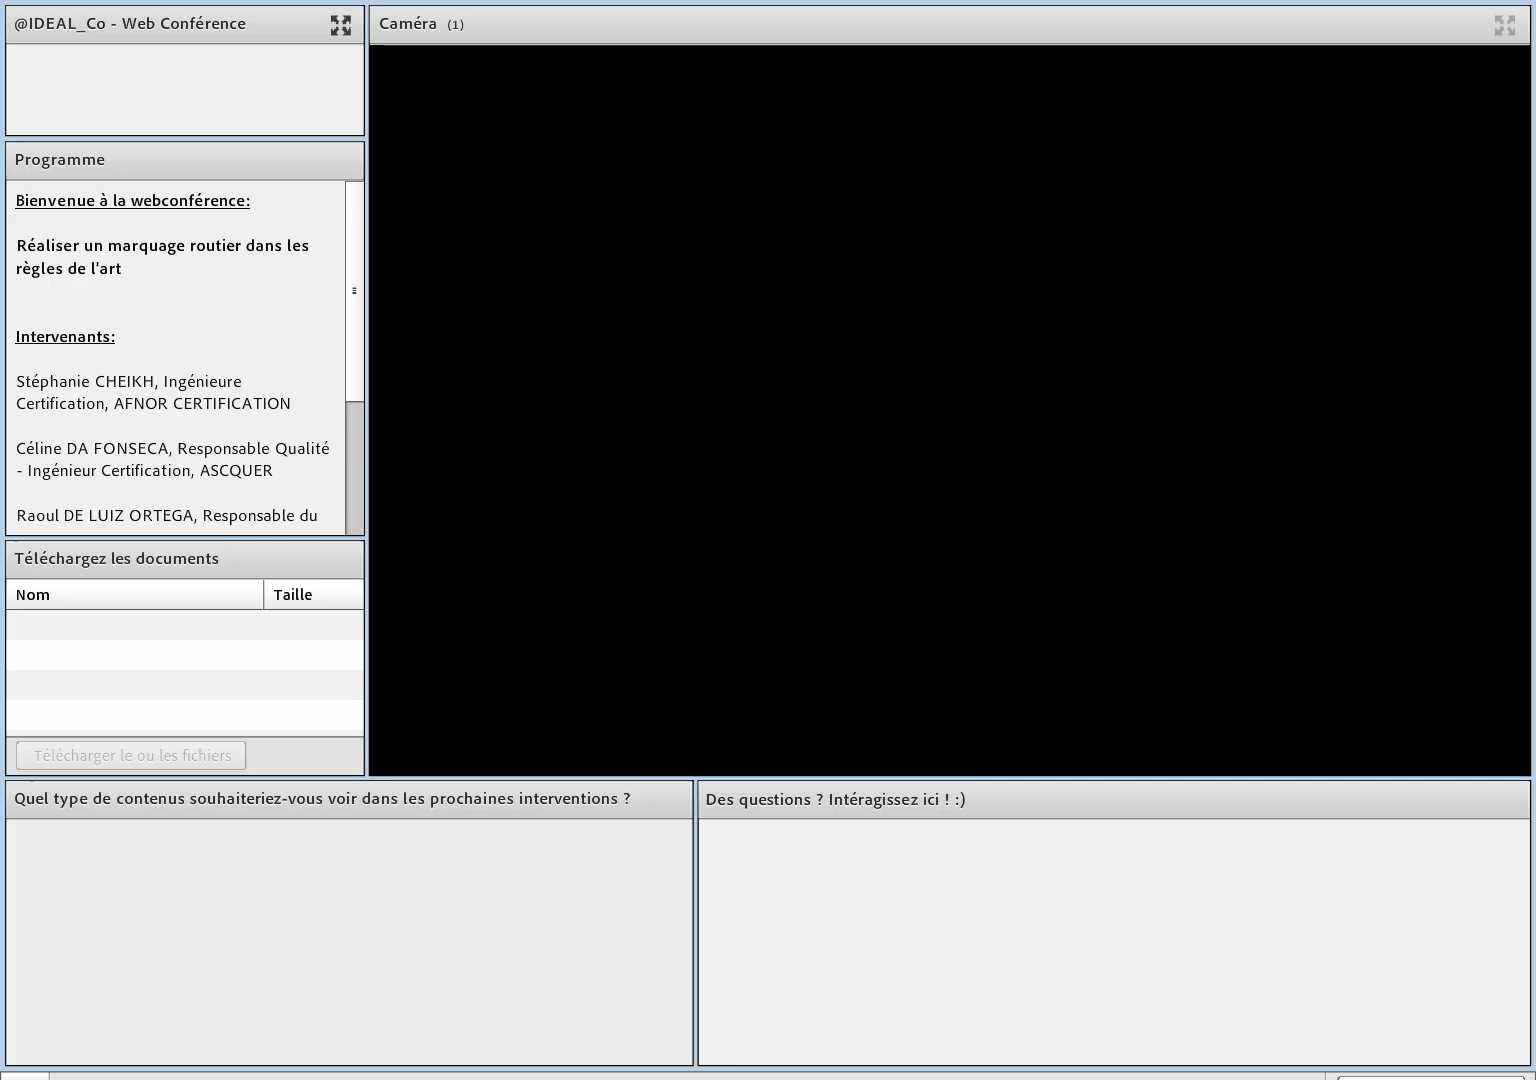 @IDEAL_Co - Web Conférence
Caméra (1)
Programme
Bienvenue à la webconférence:
Réaliser un marquage routier dans les
règles de l'art
Intervenants:
Stéphanie CHEIKH, Ingénieure
Certification, AFNOR CERTIFICATION
Céline DA FONSECA, Responsable Qualité
- Ingénieur Certification, ASCQUER
Raoul DE LUIZ ORTEGA, Responsable du
Téléchargez les documents
Nom Taille
Télécharger le ou les fichiers
Quel type de contenus souhaiteriez-vous voir dans les prochaines interventions ?
Des questions ? Intéragissez ici ! :)